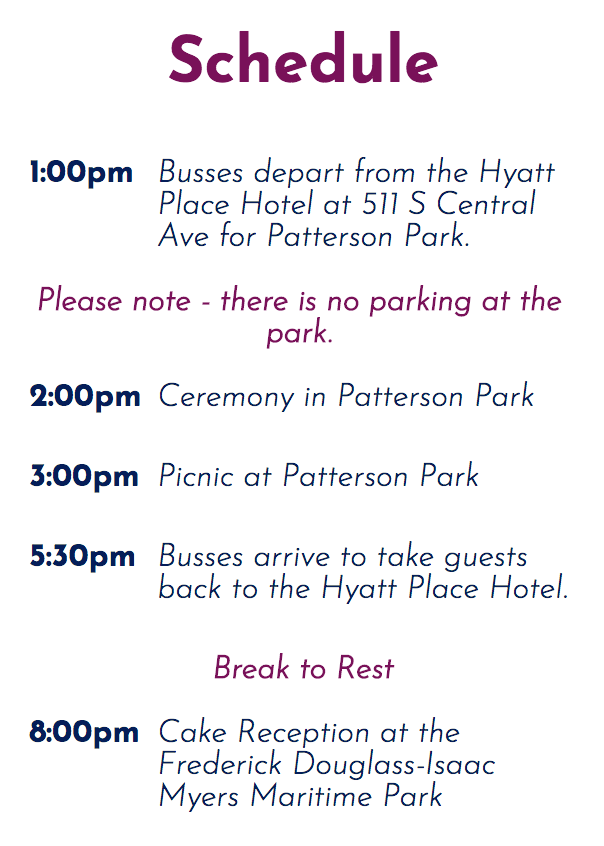 Schedule
1:00pm Busses depart from the Hyatt
Place Hotel at 511 S Central
Ave for Patterson Park.
Please note - there is no parking at the
park.
2:00pm Ceremony in Patterson Park
3:00pm Picnic at Patterson Park
5:30pm Busses arrive to take guests
back to the Hyatt Place Hotel.
Break to Rest
8:00pm Cake Reception at the
Frederick Douglass-Isaac
Myers Maritime Park